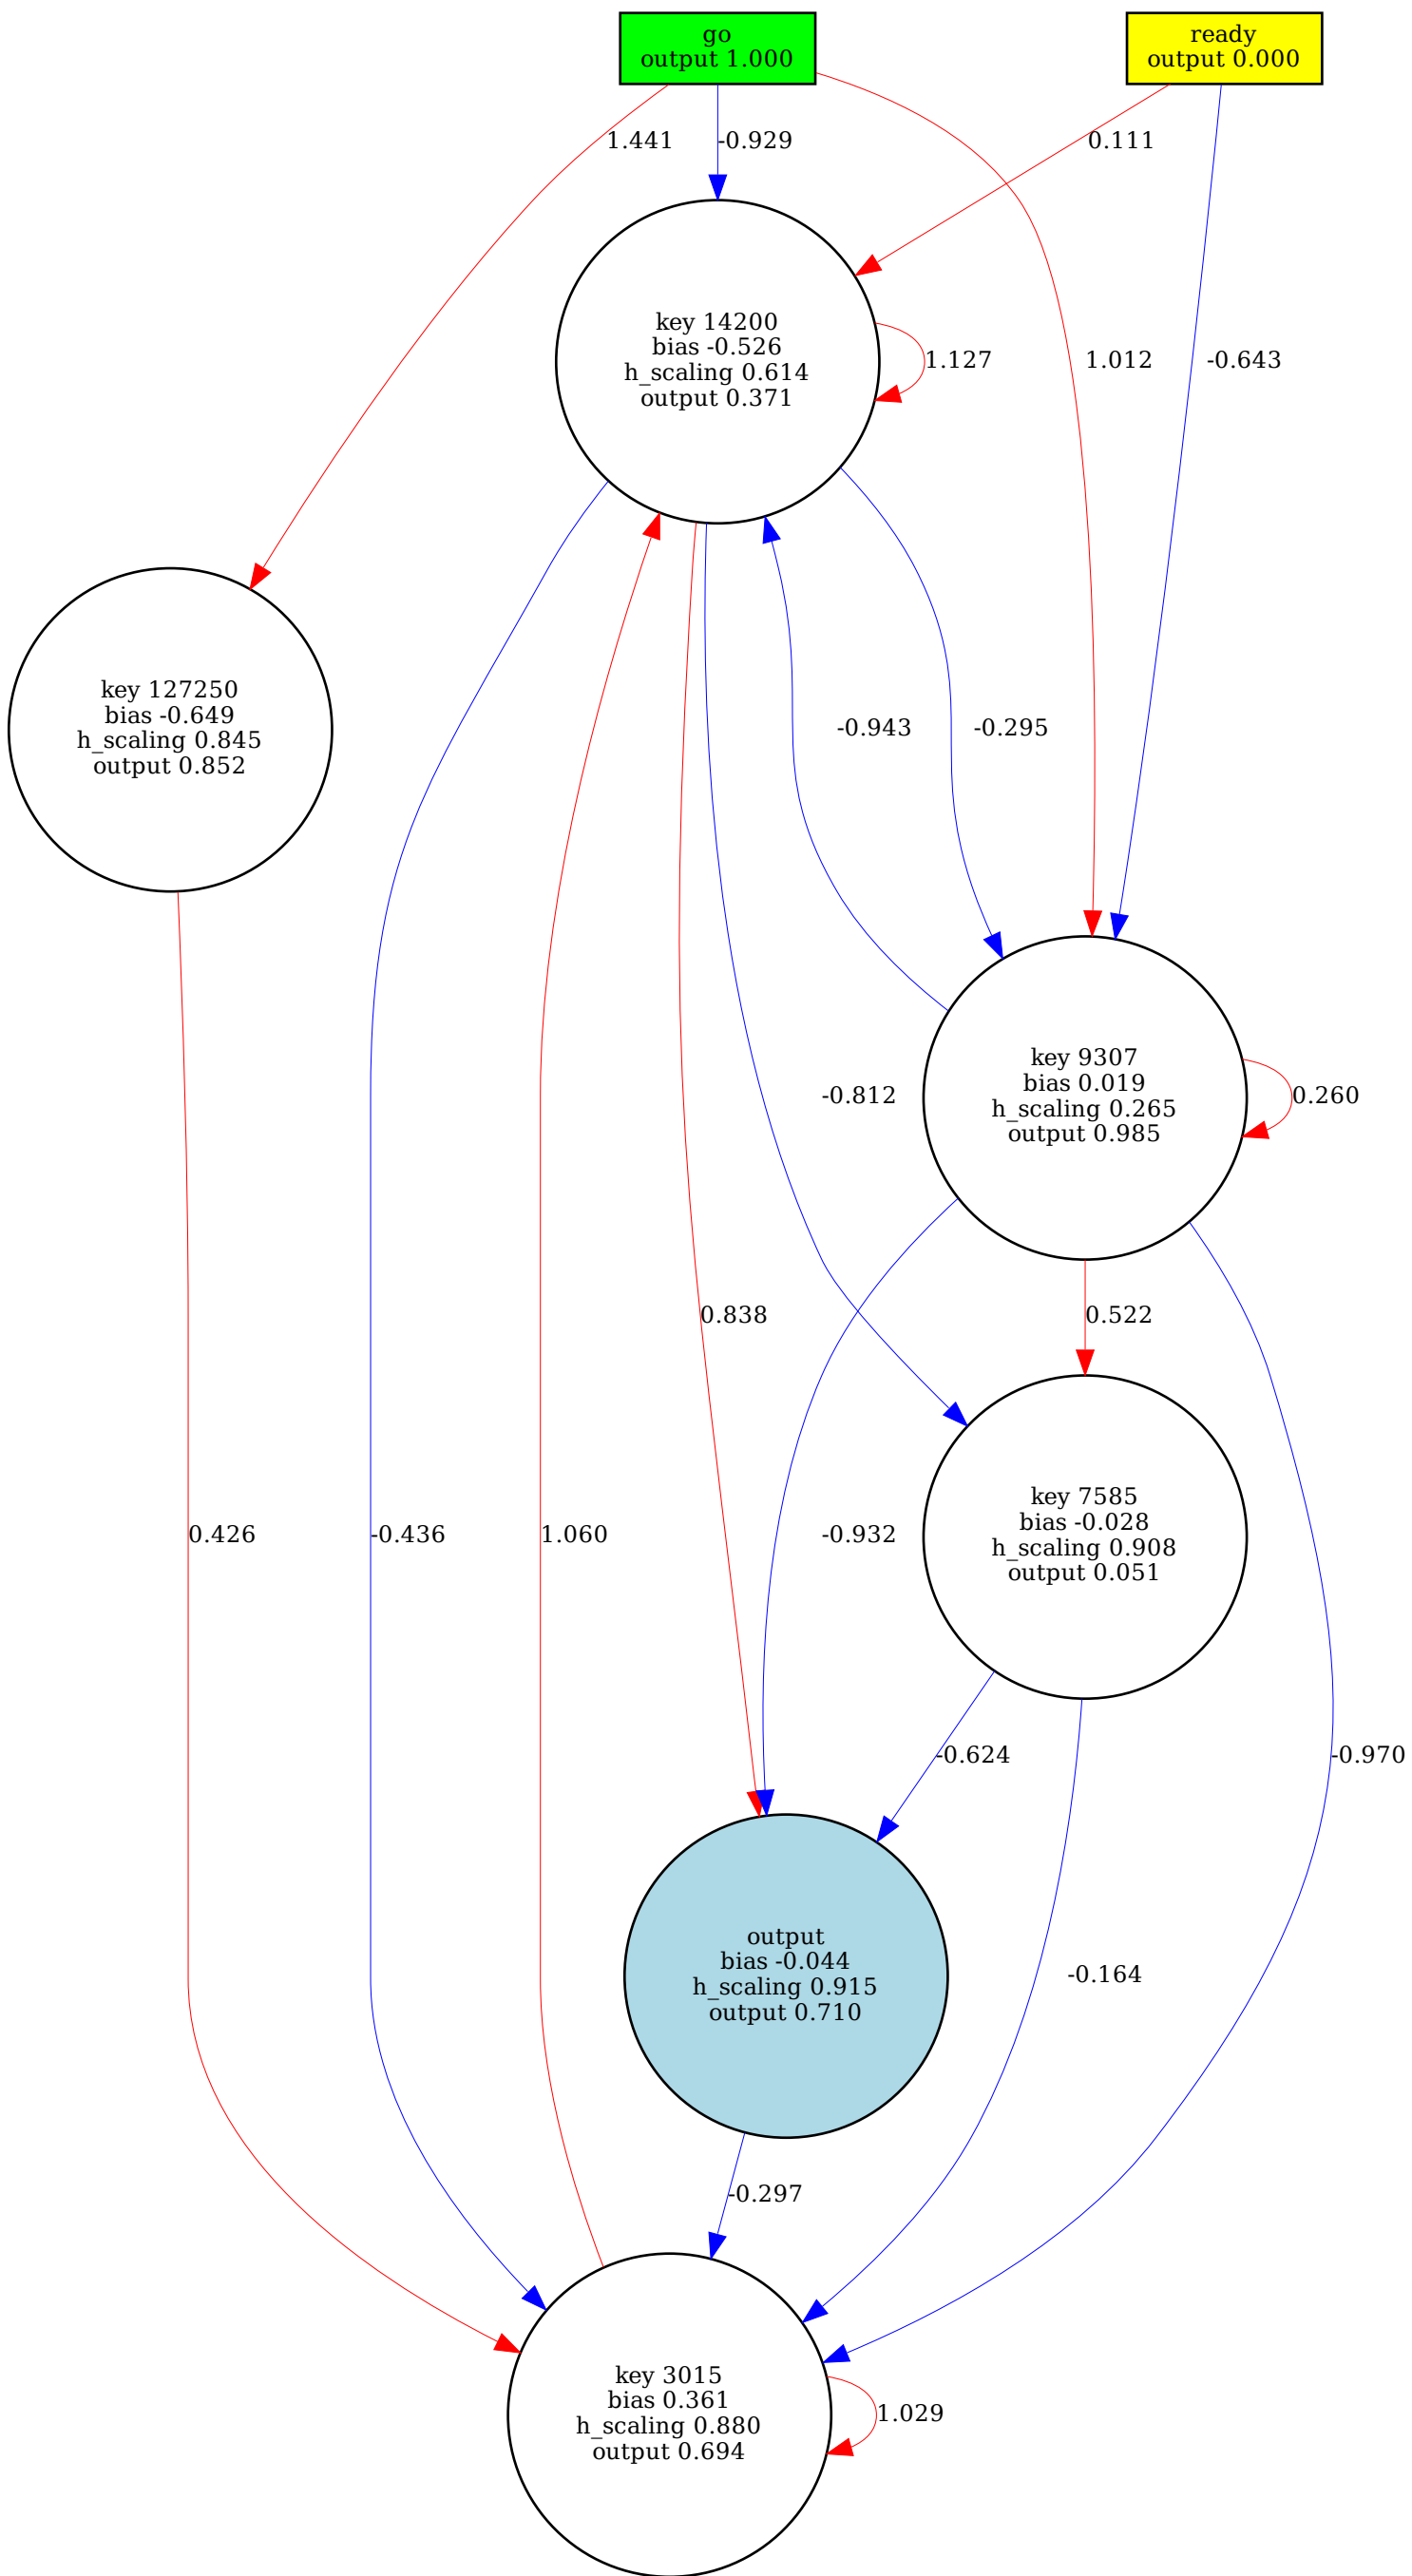 go
output 1.000
ready
output 0.000
1.441
-0.929
0.111
key 14200
bias -0.526
h_scaling 0.614
output 0.371
1.127
1.012
-0.643
key 127250
bias -0.649
h_scaling 0.845
output 0.852
-0.943
-0.295
key 9307
bias 0.019
h_scaling 0.265
output 0.985
-0.812
0.260
0.838
0.522
key 7585
bias -0.028
h_scaling 0.908
output 0.051
0.426
-0.436
1.060
-0.932
-0.624
-0.970
output
bias -0.044
h_scaling 0.915
output 0.710
-0.164
-0.297
key 3015
bias 0.361
h_scaling 0.880
output 0.694
1.029